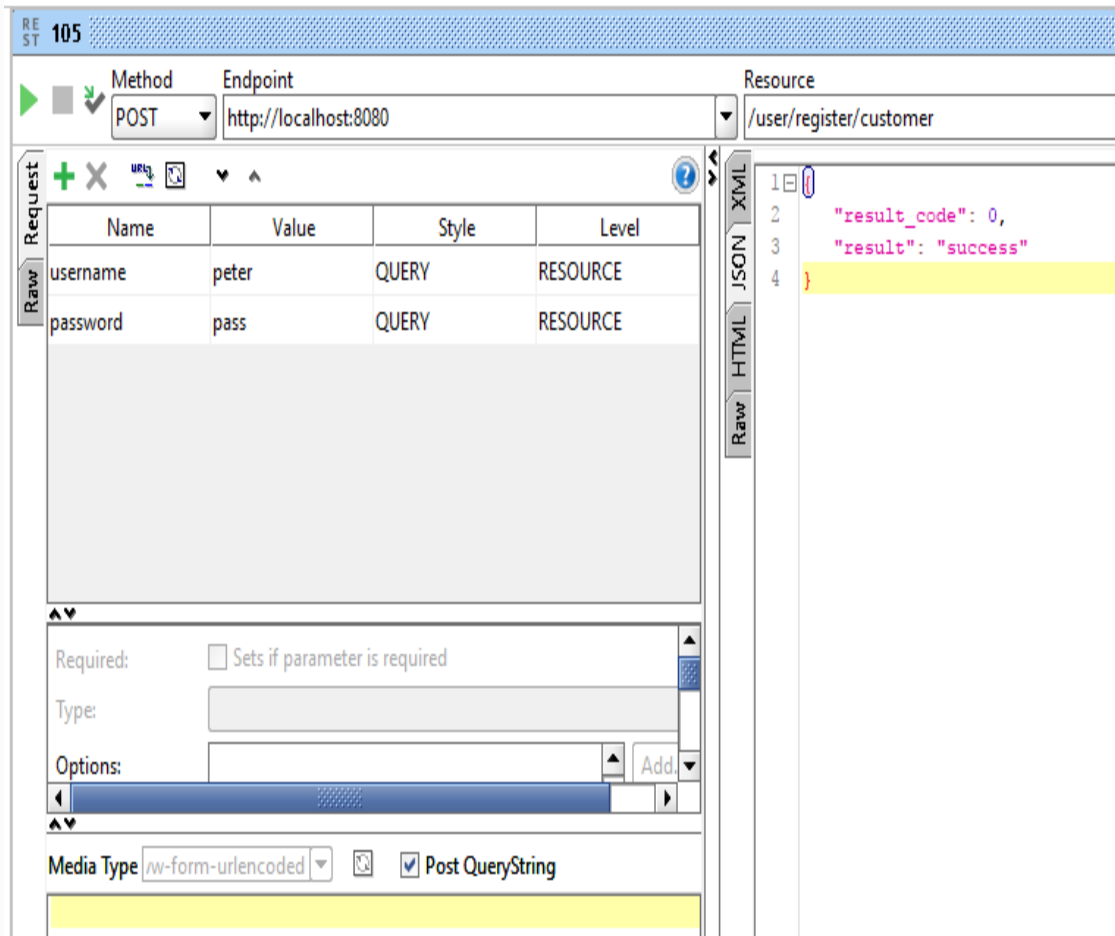 RE
ST 105
Method Endpoint Resource
POST http://localhost:8080 /user/register/customer
Request
Raw
Name Value Style Level
username peter QUERY RESOURCE
password pass QUERY RESOURCE
Required: Sets if parameter is required
Type:
Options: Add.
Media Type /w-form-urlencoded Post QueryString
XML
JSON
HTML
Raw
1 {
2 "result_code": 0,
3 "result": "success"
4 }